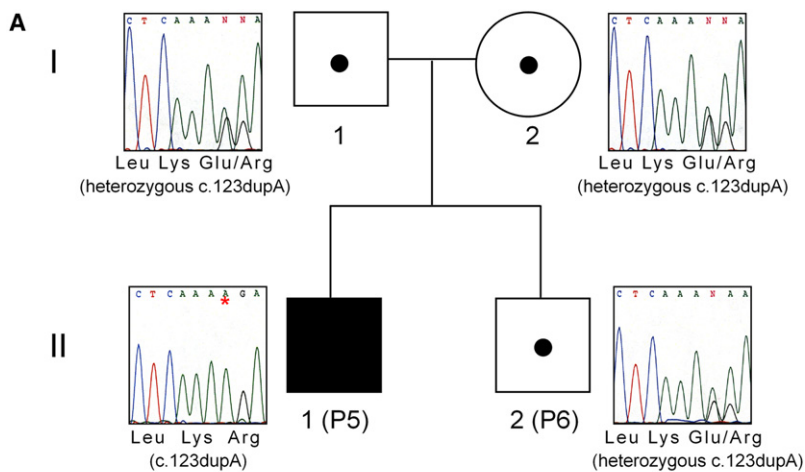 A
I
C T C A A A N N A
Leu Lys Glu/Arg
(heterozygous c.123dupA)
1
2
C T C A A A N N A
Leu Lys Glu/Arg
(heterozygous c.123dupA)
II
C T C A A A A G A
*
Leu Lys Arg
(c.123dupA)
1 (P5)
2 (P6)
C T C A A A N A A
Leu Lys Glu/Arg
(heterozygous c.123dupA)